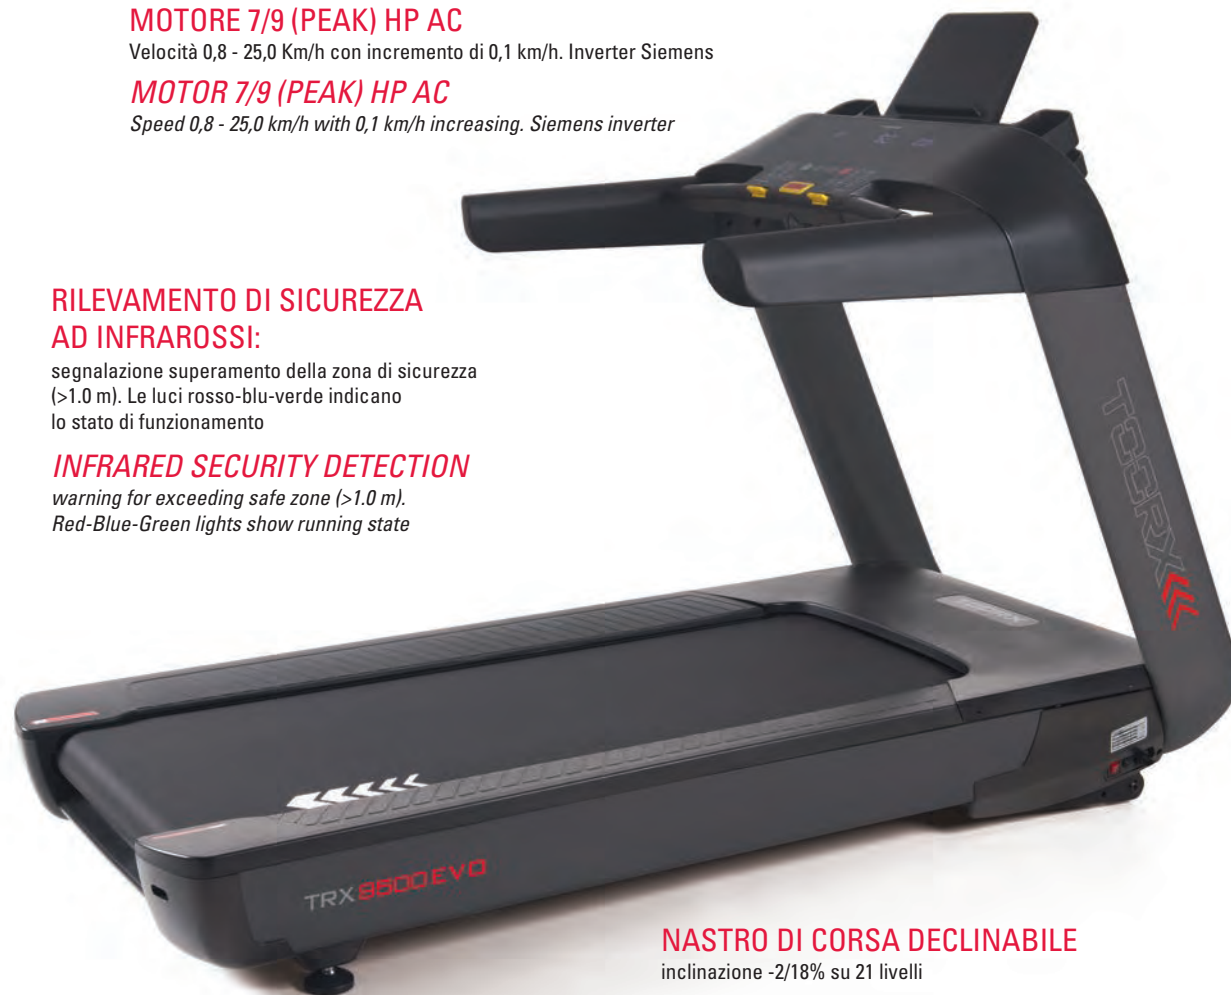 MOTORE 7/9 (PEAK) HP AC
Velocità 0,8 - 25,0 Km/h con incremento di 0,1 km/h. Inverter Siemens
MOTOR 7/9 (PEAK) HP AC
Speed 0,8 - 25,0 km/h with 0,1 km/h increasing. Siemens inverter
RILEVAMENTO DI SICUREZZA
AD INFRAROSSI:
segnalazione superamento della zona di sicurezza
(>1.0 m). Le luci rosso-blu-verde indicano
lo stato di funzionamento
INFRARED SECURITY DETECTION
warning for exceeding safe zone (>1.0 m).
Red-Blue-Green lights show running state
TOORX
TOORX
TRX 9500 EVO
NASTRO DI CORSA DECLINABILE
inclinazione -2/18% su 21 livelli